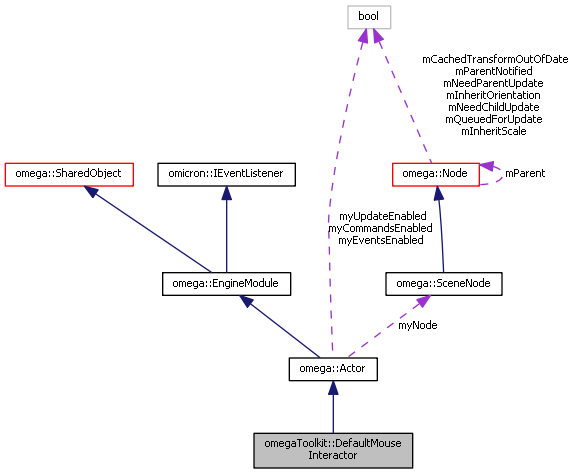 bool
mCachedTransformOutOfDate
mParentNotified
mNeedParentUpdate
mInheritOrientation
mNeedChildUpdate
mQueuedForUpdate
mInheritScale
omega::SharedObject
omicron::IEventListener
omega::Node
mParent
myUpdateEnabled
myCommandsEnabled
myEventsEnabled
omega::EngineModule
omega::SceneNode
myNode
omega::Actor
omegaToolkit::DefaultMouse
Interactor